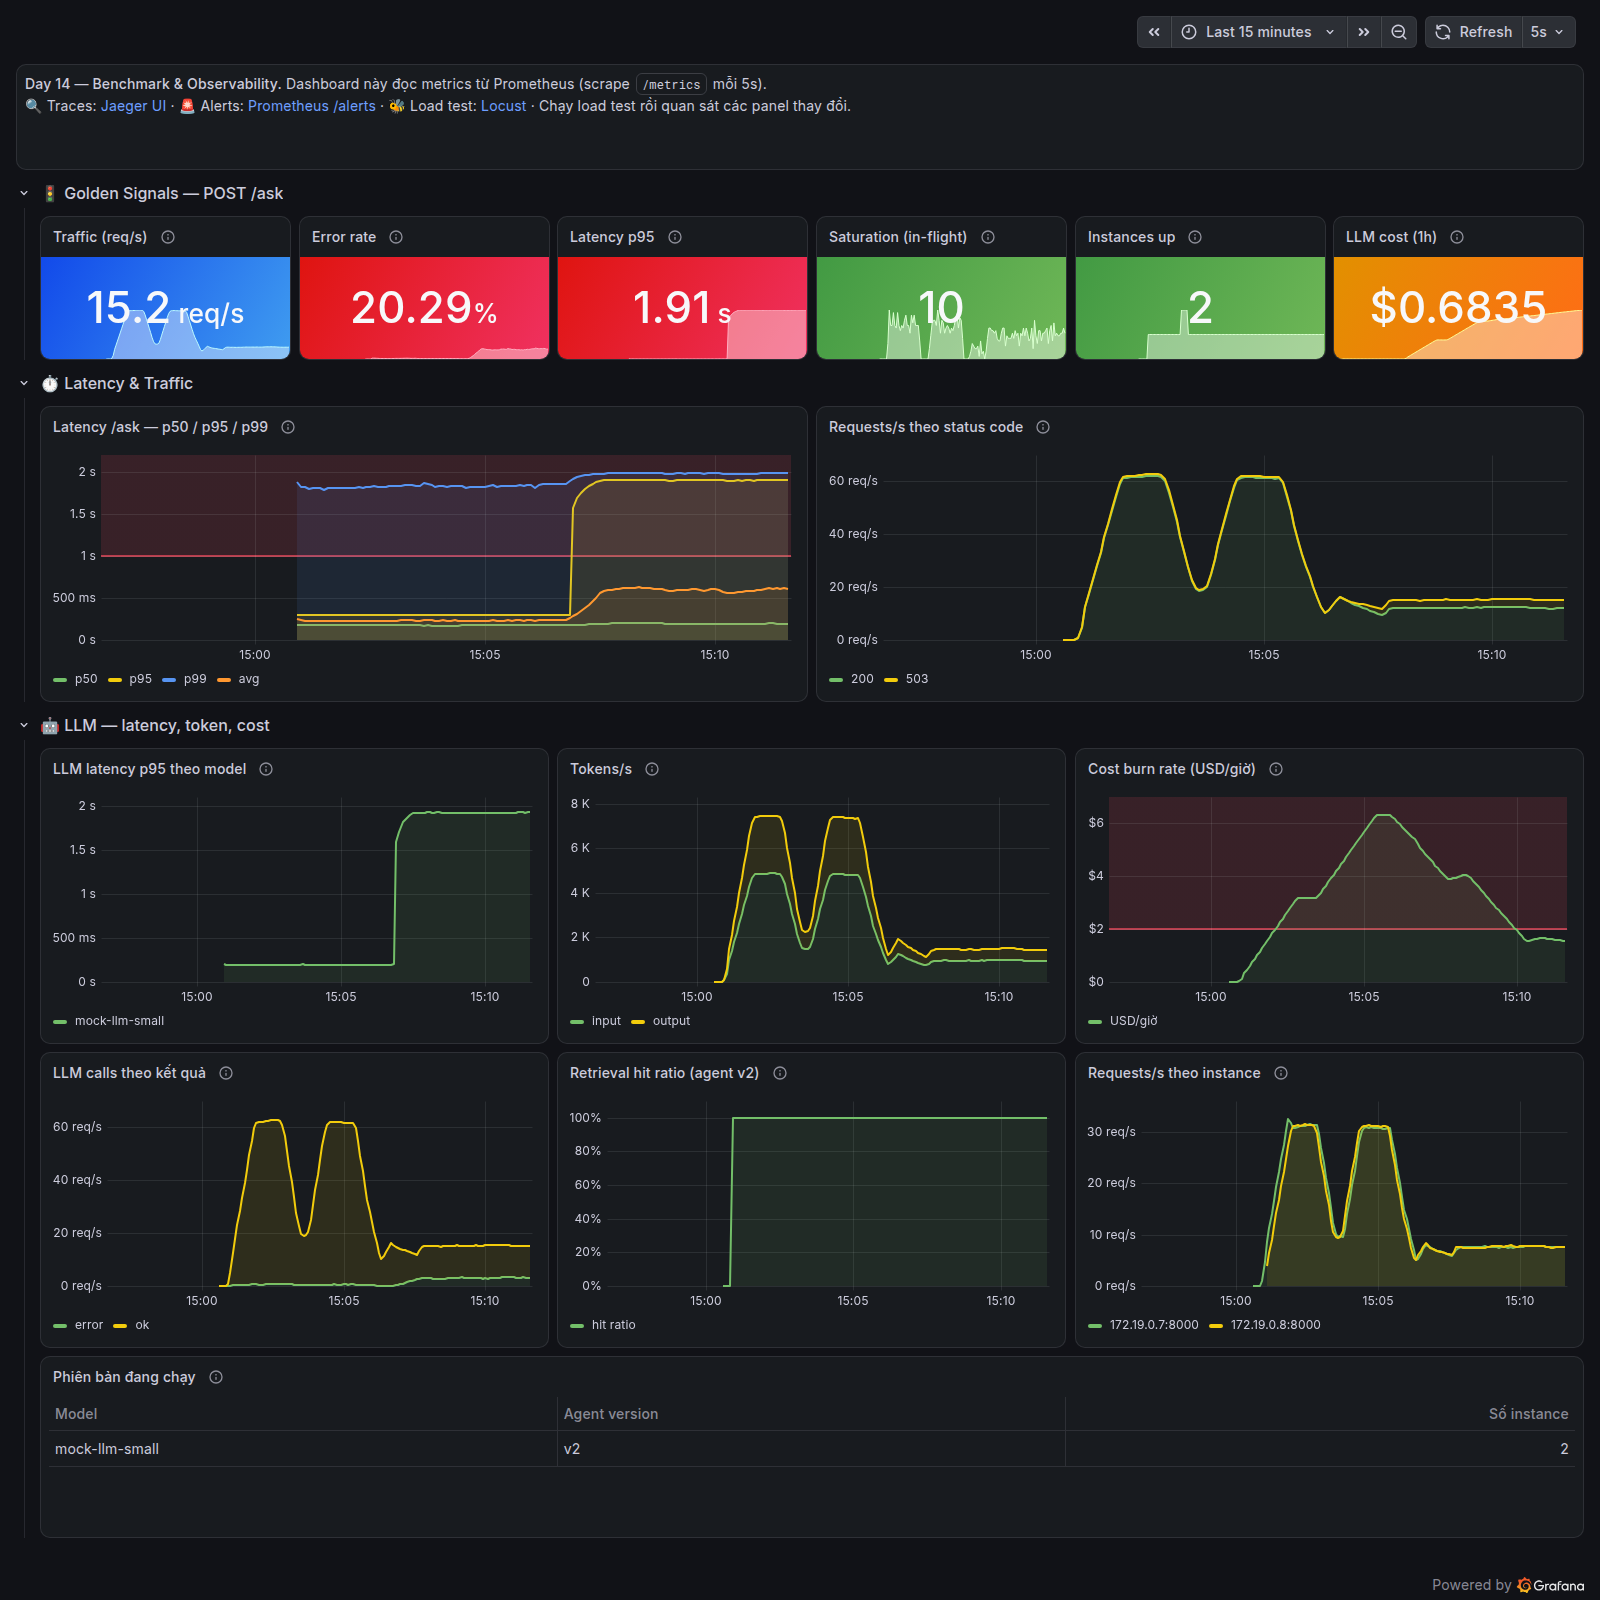 Last 15 minutes
Refresh
5s
Day 14 — Benchmark & Observability. Dashboard này đọc metrics từ Prometheus (scrape /metrics mỗi 5s).
🔍 Traces: Jaeger UI · 🚨 Alerts: Prometheus /alerts · 🐝 Load test: Locust · Chạy load test rồi quan sát các panel thay đổi.
🚦 Golden Signals — POST /ask
Traffic (req/s)
15.2 req/s
Error rate
20.29%
Latency p95
1.91 s
Saturation (in-flight)
10
Instances up
2
LLM cost (1h)
$0.6835
⏱️ Latency & Traffic
Latency /ask — p50 / p95 / p99
2 s
1.5 s
1 s
500 ms
0 s
15:00 15:05 15:10
p50 p95 p99 avg
Requests/s theo status code
60 req/s
40 req/s
20 req/s
0 req/s
15:00 15:05 15:10
200 503
🤖 LLM — latency, token, cost
LLM latency p95 theo model
2 s
1.5 s
1 s
500 ms
0 s
15:00 15:05 15:10
mock-llm-small
Tokens/s
8 K
6 K
4 K
2 K
0
15:00 15:05 15:10
input output
Cost burn rate (USD/giờ)
$6
$4
$2
$0
15:00 15:05 15:10
USD/giờ
LLM calls theo kết quả
60 req/s
40 req/s
20 req/s
0 req/s
15:00 15:05 15:10
error ok
Retrieval hit ratio (agent v2)
100%
80%
60%
40%
20%
0%
15:00 15:05 15:10
hit ratio
Requests/s theo instance
30 req/s
20 req/s
10 req/s
0 req/s
15:00 15:05 15:10
172.19.0.7:8000 172.19.0.8:8000
Phiên bản đang chạy
Model Agent version Số instance
mock-llm-small v2 2
Powered by Grafana